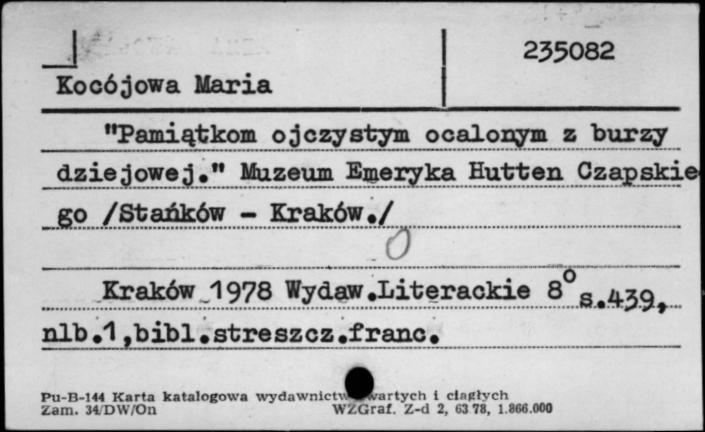 235082
Kocójowa Maria
"Pamiątkom ojczystym ocalonym z burzy
dziejowej." Muzeum Emeryka Hutten Czapskie
go /Stańków - Kraków./
Kraków 1978 Wydaw.Literackie 8° s.439,
nlb.1,bibl.streszcz.franc.
Pu-B-144 Karta katalogowa wydawnictw zwartych i ciągłych
Zam. 34/DW/On WZGraf. Z-d 2, 63 78, 1.866.000